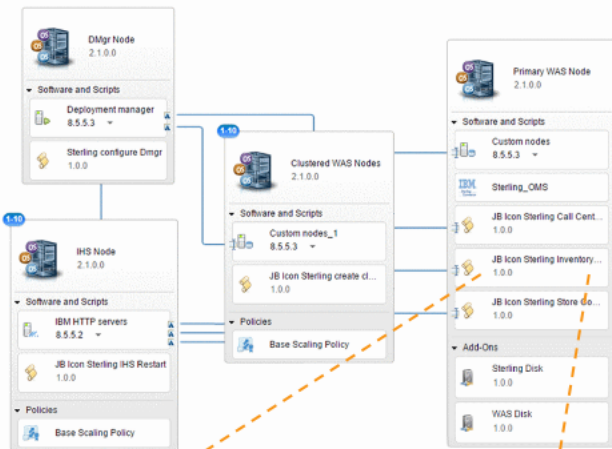 DMgr Node
2.1.0.0
Software and Scripts
Deployment manager
8.5.5.3
Sterling configure Dmgr
1.0.0
1-10
IHS Node
2.1.0.0
Software and Scripts
IBM HTTP servers
8.5.5.2
JB Icon Sterling IHS Restart
1.0.0
Policies
Base Scaling Policy
1-10
Clustered WAS Nodes
2.1.0.0
Software and Scripts
Custom nodes_1
8.5.5.3
JB Icon Sterling create cl...
1.0.0
Policies
Base Scaling Policy
Primary WAS Node
2.1.0.0
Software and Scripts
Custom nodes
8.5.5.3
IBM
Sterling_OMS
JB Icon Sterling Call Cent...
1.0.0
JB Icon Sterling Inventory...
1.0.0
JB Icon Sterling Store Co...
1.0.0
Add-Ons
Sterling Disk
1.0.0
WAS Disk
1.0.0